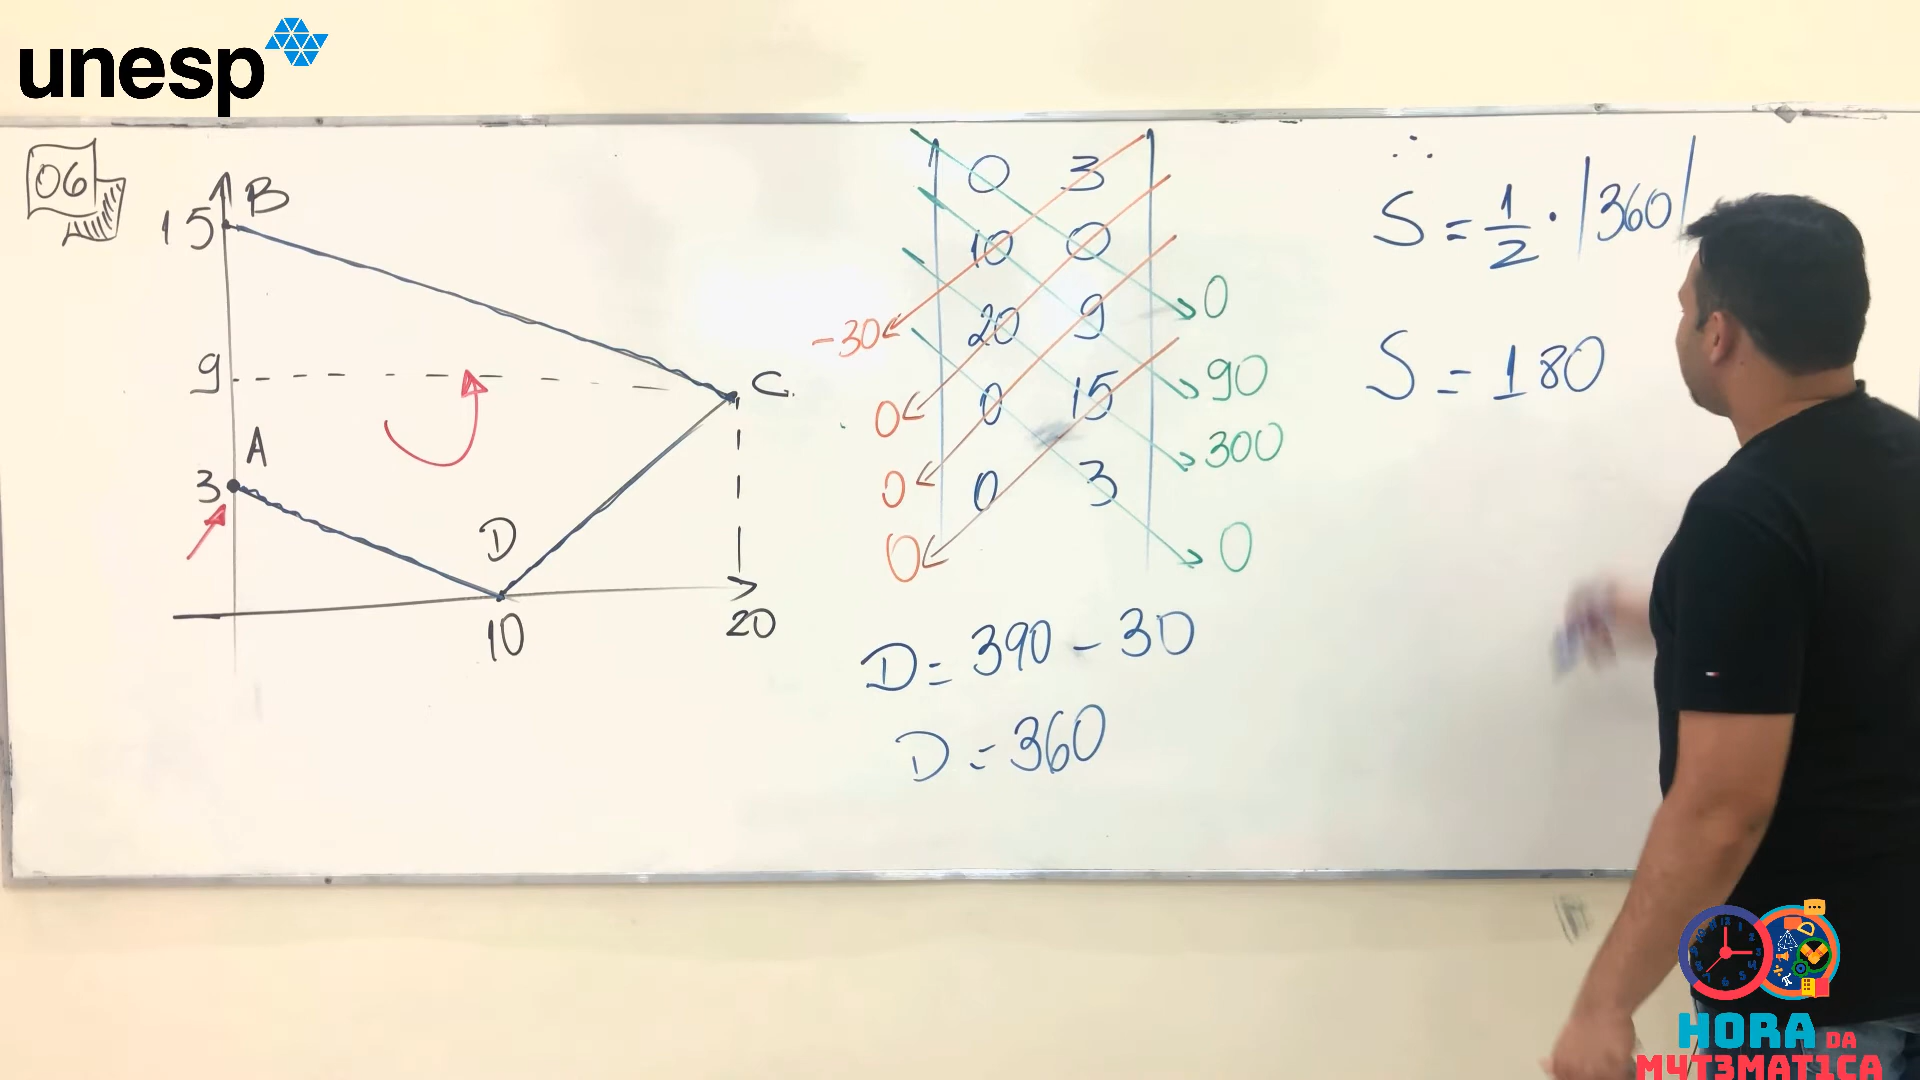 unesp
06
B
15
9
C.
A
3
D
10
20
0 3
10 0
20 9
0 15
0 3
-30
0
0
0
0
90
300
0
D = 390 - 30
D = 360
∴
S = 1/2 · |360|
S = 180
HORA DA
M4T3MAT1CA